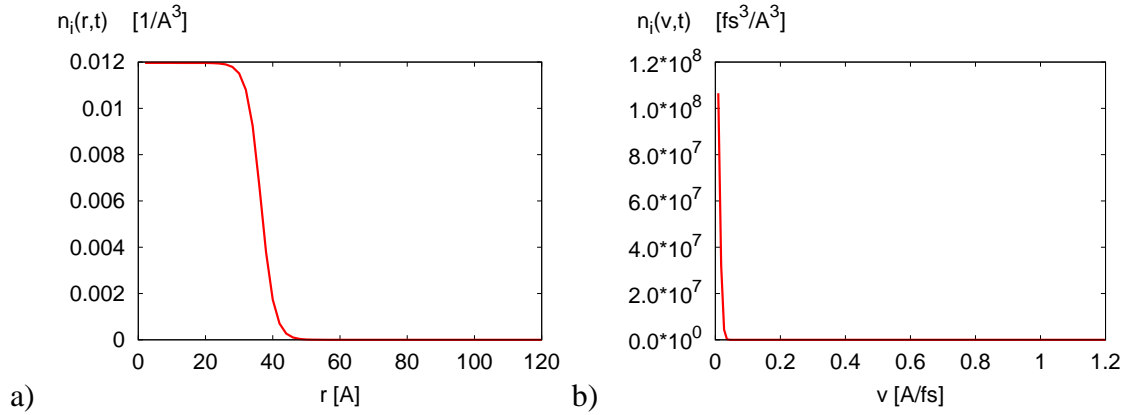 n_i(r,t) [1/A^3]
0.012
0.01
0.008
0.006
0.004
0.002
0
0 20 40 60 80 100 120
r [A]
a)
n_i(v,t) [fs^3/A^3]
1.2*10^8
1.0*10^8
8.0*10^7
6.0*10^7
4.0*10^7
2.0*10^7
0.0*10^0
0 0.2 0.4 0.6 0.8 1 1.2
v [A/fs]
b)